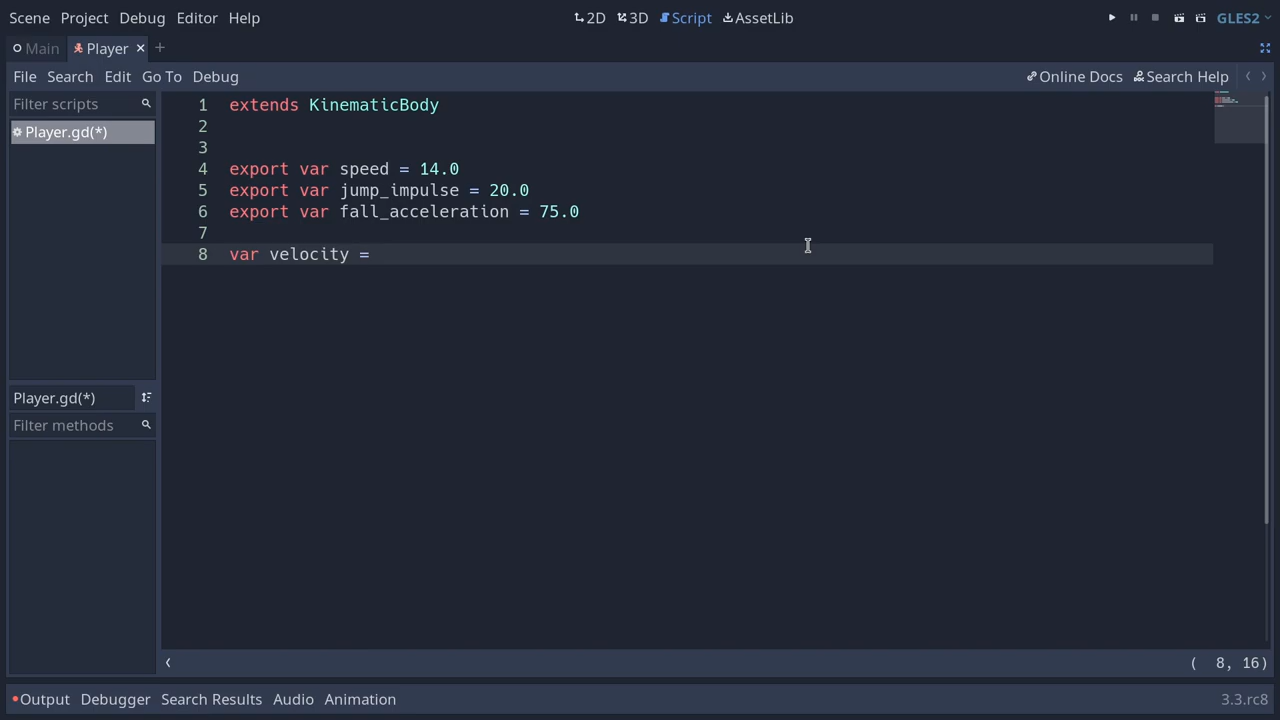 Scene Project Debug Editor Help 2D 3D Script AssetLib GLES2
Main Player × +
File Search Edit Go To Debug Online Docs Search Help
Filter scripts
Player.gd(*)
Player.gd(*)
Filter methods
1 extends KinematicBody
2
3
4 export var speed = 14.0
5 export var jump_impulse = 20.0
6 export var fall_acceleration = 75.0
7
8 var velocity =
( 8, 16)
Output Debugger Search Results Audio Animation 3.3.rc8